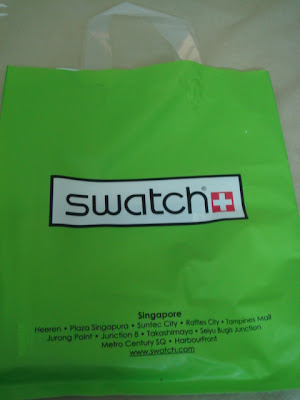 swatch®
Singapore
Heeren • Plaza Singapura • Suntec City • Raffles City • Tampines Mall
Jurong Point • Junction 8 • Takashimaya • Seiyu Bugis Junction
Metro Century SQ • HarbourFront
www.swatch.com